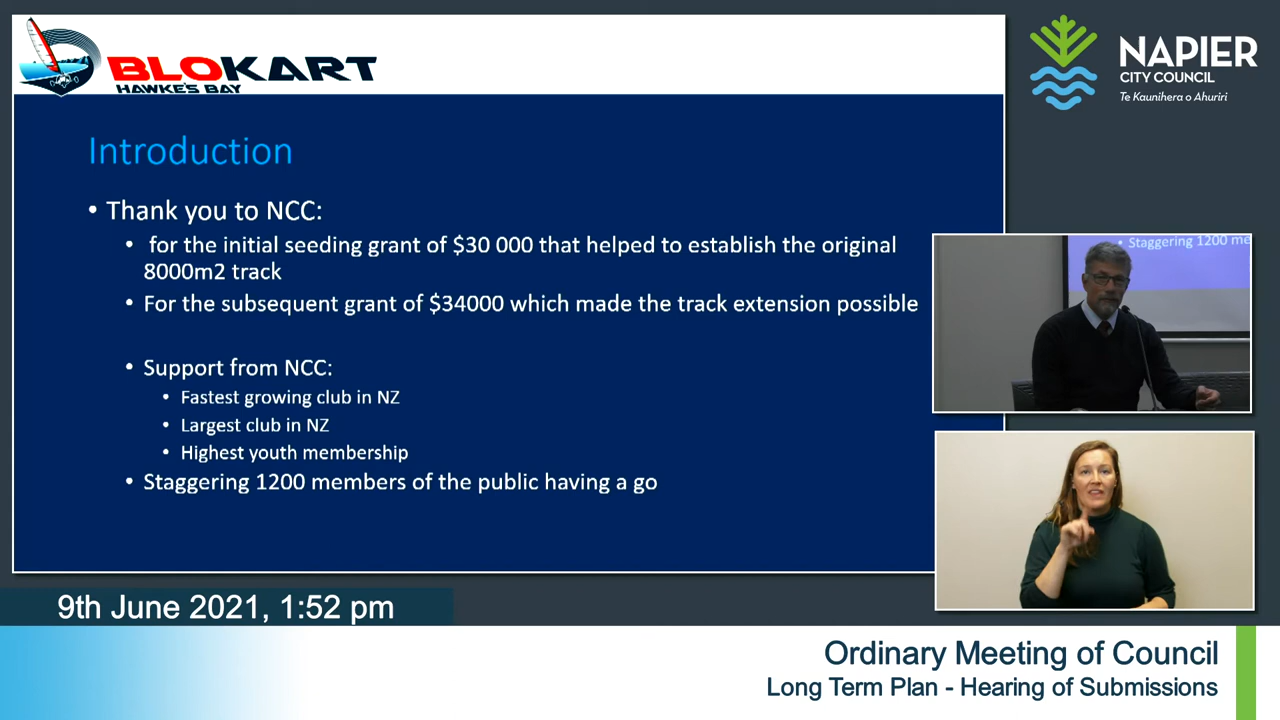 BLOKART
HAWKE'S BAY
NAPIER
CITY COUNCIL
Te Kaunihera o Ahuriri
Introduction
• Thank you to NCC:
• for the initial seeding grant of $30 000 that helped to establish the original
8000m2 track
• For the subsequent grant of $34000 which made the track extension possible
• Support from NCC:
• Fastest growing club in NZ
• Largest club in NZ
• Highest youth membership
• Staggering 1200 members of the public having a go
• Staggering 1200 me
9th June 2021, 1:52 pm
Ordinary Meeting of Council
Long Term Plan - Hearing of Submissions